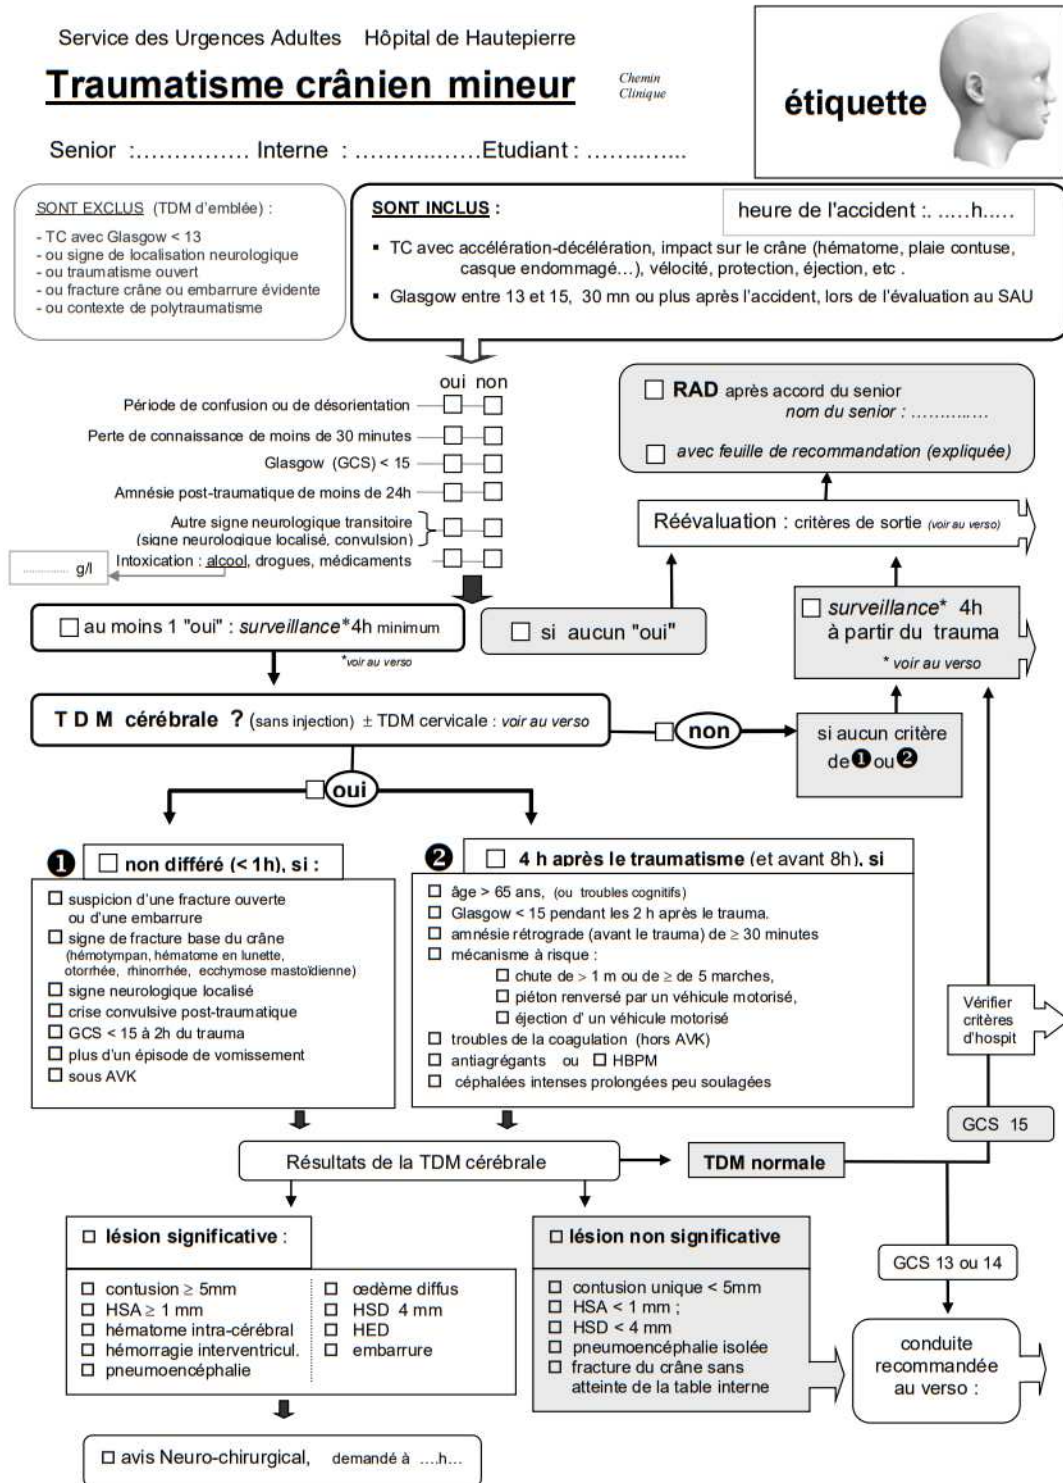 Service des Urgences Adultes Hôpital de Hautepierre
Traumatisme crânien mineur
Chemin
Clinique
étiquette
Senior :…………… Interne : ………………Etudiant : …………..
SONT EXCLUS (TDM d'emblée) :
- TC avec Glasgow < 13
- ou signe de localisation neurologique
- ou traumatisme ouvert
- ou fracture crâne ou embarrure évidente
- ou contexte de polytraumatisme
SONT INCLUS :
heure de l'accident :. …..h…..
▪ TC avec accélération-décélération, impact sur le crâne (hématome, plaie contuse,
casque endommagé…), vélocité, protection, éjection, etc .
▪ Glasgow entre 13 et 15, 30 mn ou plus après l'accident, lors de l'évaluation au SAU
oui non
Période de confusion ou de désorientation
Perte de connaissance de moins de 30 minutes
Glasgow (GCS) < 15
Amnésie post-traumatique de moins de 24h
Autre signe neurologique transitoire
(signe neurologique localisé, convulsion)
Intoxication : alcool, drogues, médicaments
………… g/l
RAD après accord du senior
nom du senior : …………
avec feuille de recommandation (expliquée)
Réévaluation : critères de sortie (voir au verso)
au moins 1 "oui" : surveillance*4h minimum
*voir au verso
si aucun "oui"
surveillance* 4h
à partir du trauma
* voir au verso
T D M cérébrale ? (sans injection) ± TDM cervicale : voir au verso
non
si aucun critère
de ❶ ou ❷
oui
❶ non différé (< 1h), si :
suspicion d'une fracture ouverte
ou d'une embarrure
signe de fracture base du crâne
(hémotympan, hématome en lunette,
otorrhée, rhinorrhée, ecchymose mastoïdienne)
signe neurologique localisé
crise convulsive post-traumatique
GCS < 15 à 2h du trauma
plus d'un épisode de vomissement
sous AVK
❷ 4 h après le traumatisme (et avant 8h), si
âge > 65 ans, (ou troubles cognitifs)
Glasgow < 15 pendant les 2 h après le trauma.
amnésie rétrograde (avant le trauma) de ≥ 30 minutes
mécanisme à risque :
chute de > 1 m ou de ≥ de 5 marches,
piéton renversé par un véhicule motorisé,
éjection d' un véhicule motorisé
troubles de la coagulation (hors AVK)
antiagrégants ou HBPM
céphalées intenses prolongées peu soulagées
Vérifier
critères
d'hospit
GCS 15
Résultats de la TDM cérébrale
TDM normale
lésion significative :
contusion ≥ 5mm
HSA ≥ 1 mm
hématome intra-cérébral
hémorragie interventricul.
pneumoencéphalie
œdème diffus
HSD 4 mm
HED
embarrure
lésion non significative
contusion unique < 5mm
HSA < 1 mm ;
HSD < 4 mm
pneumoencéphalie isolée
fracture du crâne sans
atteinte de la table interne
GCS 13 ou 14
conduite
recommandée
au verso :
avis Neuro-chirurgical, demandé à ….h…